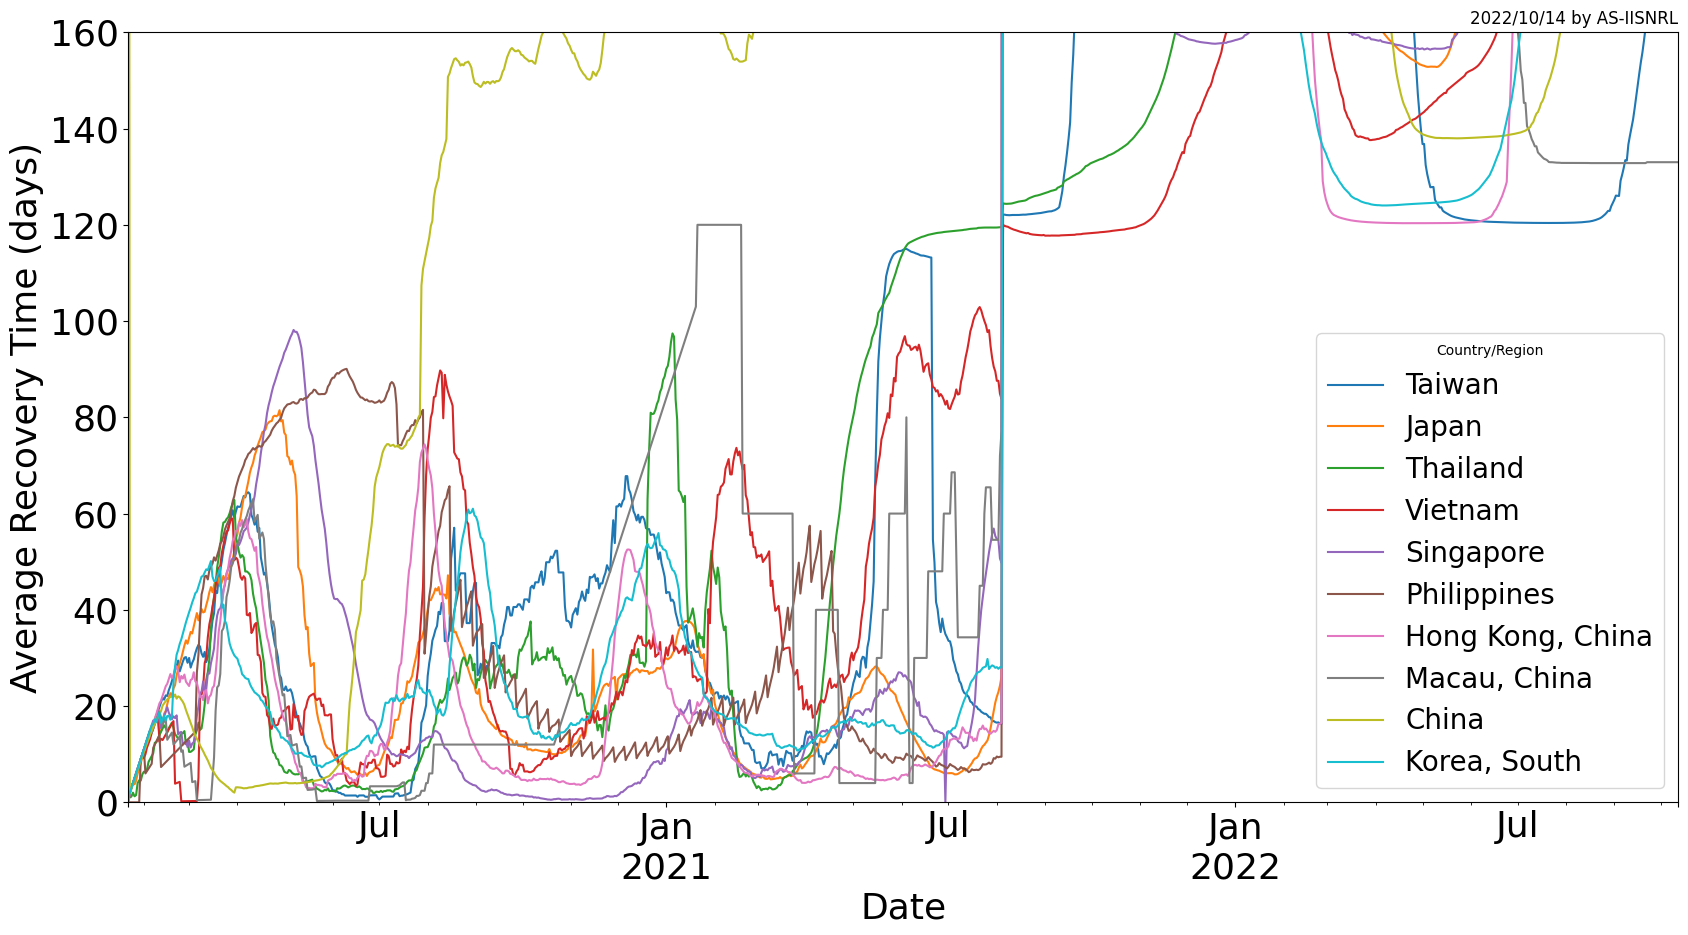 2022/10/14 by AS-IISNRL
160
140
120
100
80
60
40
20
0
Average Recovery Time (days)
Country/Region
Taiwan
Japan
Thailand
Vietnam
Singapore
Philippines
Hong Kong, China
Macau, China
China
Korea, South
Jul
Jan
2021
Jul
Jan
2022
Jul
Date